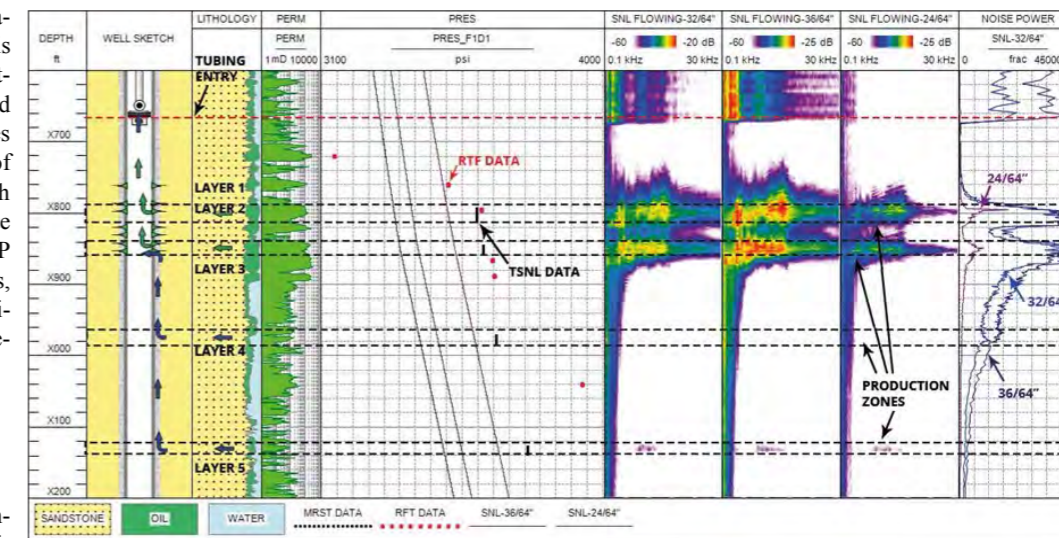 LITHOLOGY PERM PRES SNL FLOWING-32/64" SNL FLOWING-36/64" SNL FLOWING-24/64" NOISE POWER
DEPTH WELL SKETCH PERM PRES_F1D1 -60 -20 dB -60 -25 dB -60 -25 dB SNL-32/64"
ft 1 mD 10000 3100 psi 4000 0.1 kHz 30 kHz 0.1 kHz 30 kHz 0.1 kHz 30 kHz 0 frac 46000
TUBING
ENTRY
X700
RTF DATA
LAYER 1
24/64"
X800
LAYER 2
LAYER 3
TSNL DATA
X900
32/64
X000
LAYER 4
PRODUCTION
ZONES
36/64"
X100
LAYER 5
X200
SANDSTONE OIL WATER MRST DATA RFT DATA SNL-36/64" SNL-24/64"